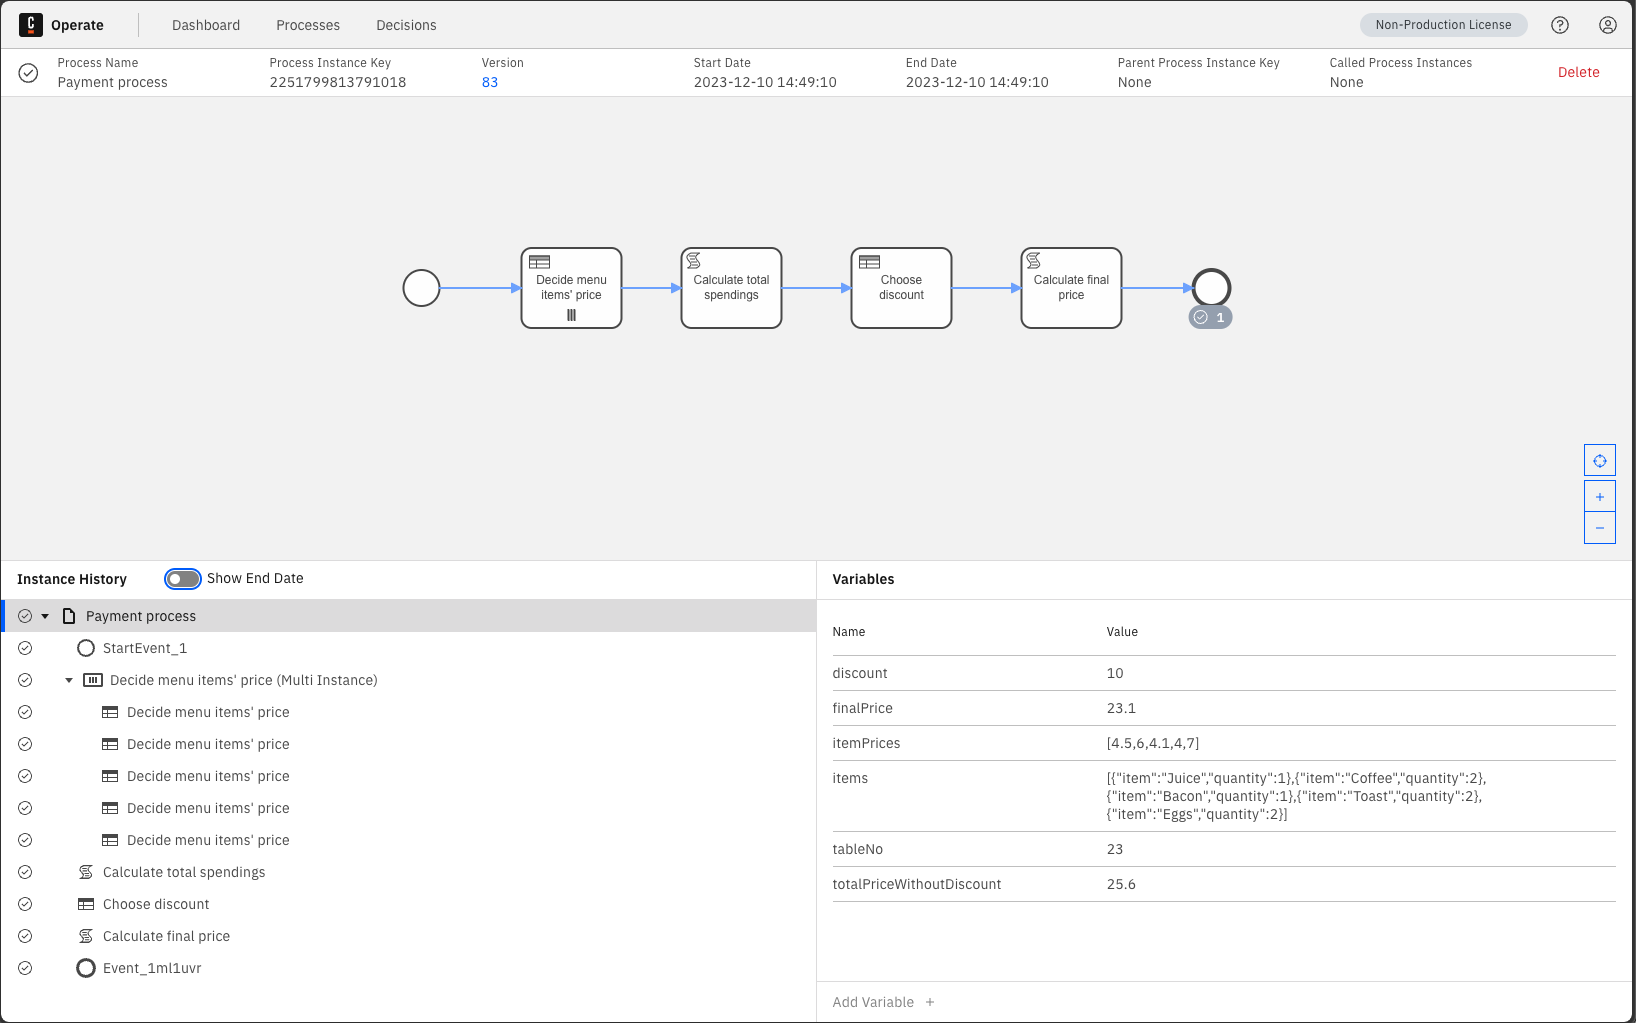 Operate
Dashboard
Processes
Decisions
Non-Production License
Process Name
Payment process
Process Instance Key
2251799813791018
Version
83
Start Date
2023-12-10 14:49:10
End Date
2023-12-10 14:49:10
Parent Process Instance Key
None
Called Process Instances
None
Delete
Decide menu
items' price
Calculate total
spendings
Choose
discount
Calculate final
price
1
Instance History
Show End Date
Payment process
StartEvent_1
Decide menu items' price (Multi Instance)
Decide menu items' price
Decide menu items' price
Decide menu items' price
Decide menu items' price
Decide menu items' price
Calculate total spendings
Choose discount
Calculate final price
Event_1ml1uvr
Variables
Name Value
discount 10
finalPrice 23.1
itemPrices [4.5,6,4.1,4,7]
items [{"item":"Juice","quantity":1},{"item":"Coffee","quantity":2},
{"item":"Bacon","quantity":1},{"item":"Toast","quantity":2},
{"item":"Eggs","quantity":2}]
tableNo 23
totalPriceWithoutDiscount 25.6
Add Variable +